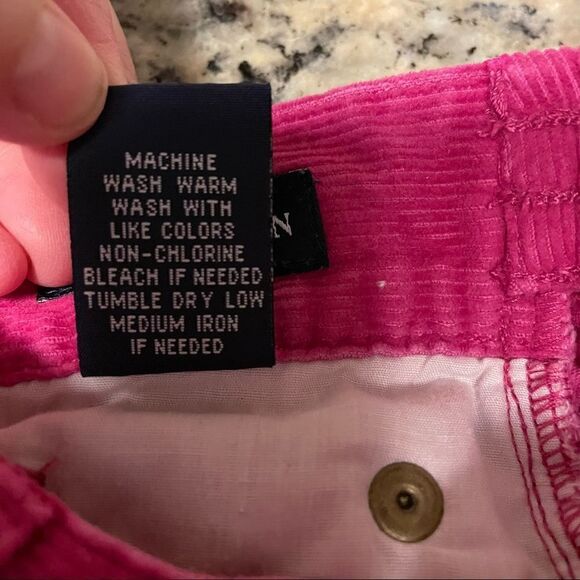 MACHINE
WASH WARM
WASH WITH
LIKE COLORS
NON-CHLORINE
BLEACH IF NEEDED
TUMBLE DRY LOW
MEDIUM IRON
IF NEEDED
N